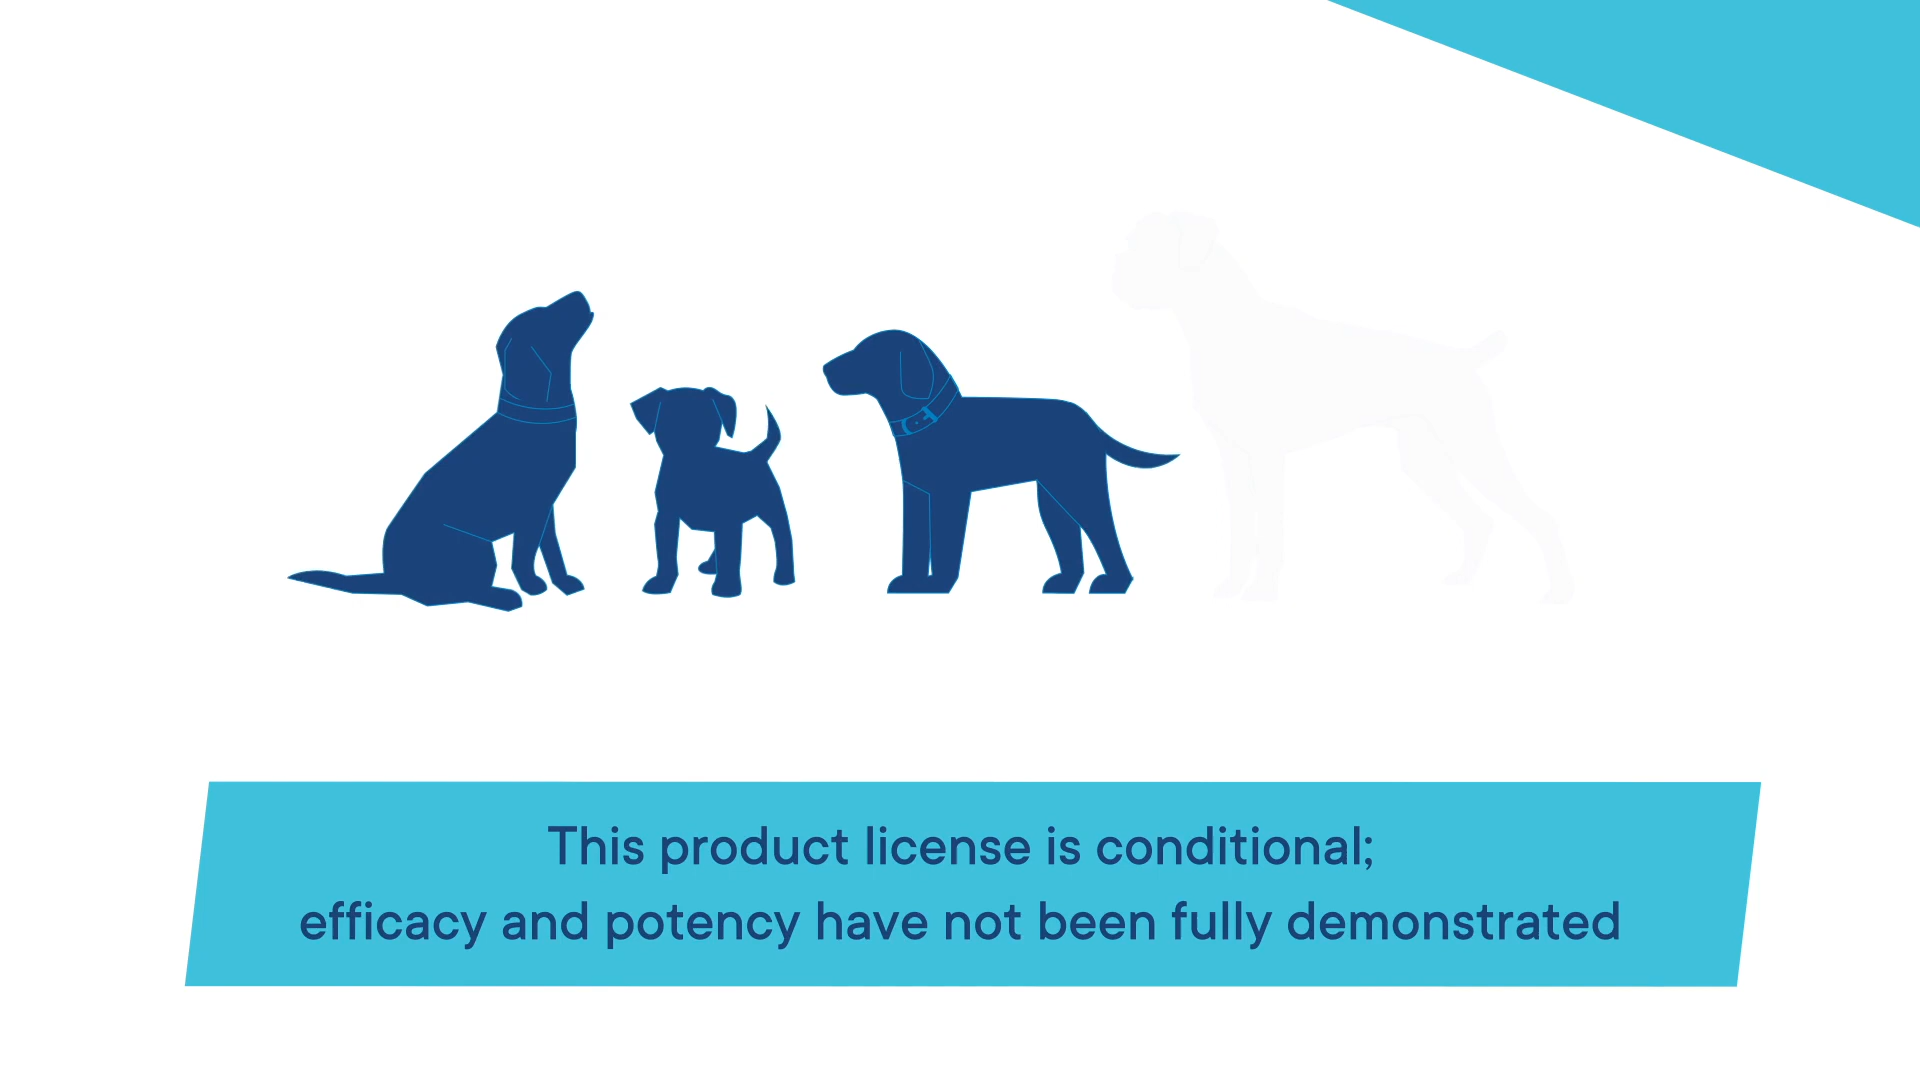 This product license is conditional;
efficacy and potency have not been fully demonstrated